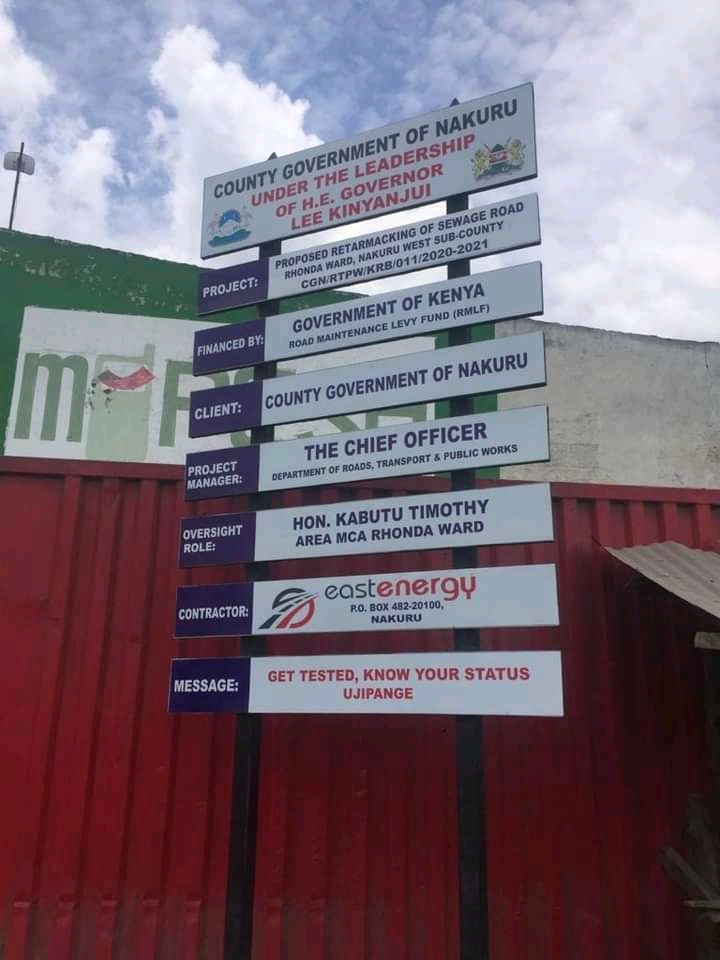 COUNTY GOVERNMENT OF NAKURU
UNDER THE LEADERSHIP
OF H.E. GOVERNOR
LEE KINYANJUI
PROJECT:
PROPOSED RETARMACKING OF SEWAGE ROAD
RHONDA WARD, NAKURU WEST SUB-COUNTY
CGN/RTPW/KRB/011/2020-2021
FINANCED BY:
GOVERNMENT OF KENYA
ROAD MAINTENANCE LEVY FUND (RMLF)
CLIENT:
COUNTY GOVERNMENT OF NAKURU
PROJECT
MANAGER:
THE CHIEF OFFICER
DEPARTMENT OF ROADS, TRANSPORT & PUBLIC WORKS
OVERSIGHT
ROLE:
HON. KABUTU TIMOTHY
AREA MCA RHONDA WARD
CONTRACTOR:
eastenergy
P.O. BOX 482-20100,
NAKURU
MESSAGE:
GET TESTED, KNOW YOUR STATUS
UJIPANGE